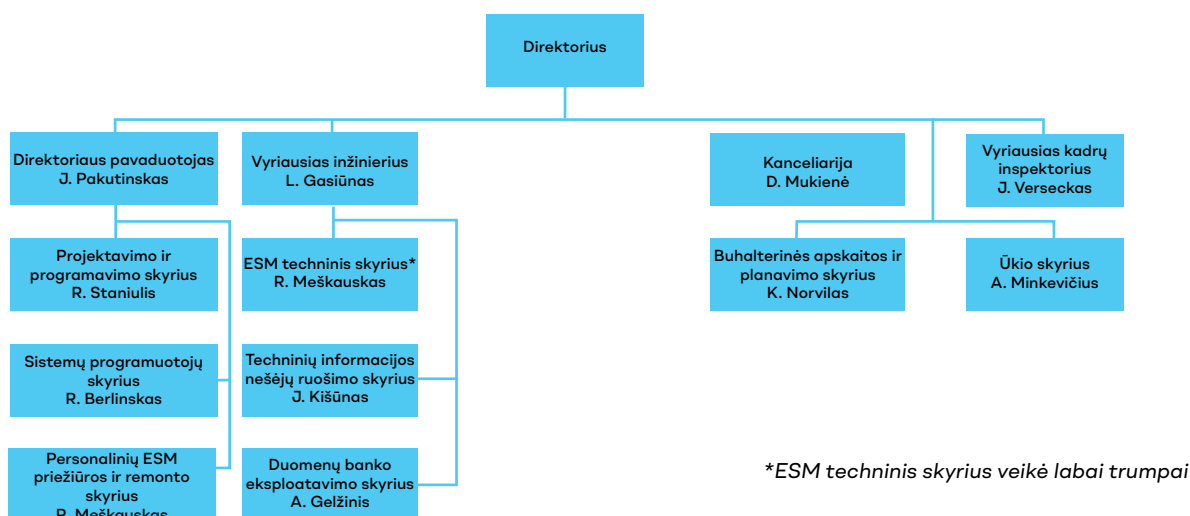 Direktorius
Direktoriaus pavaduotojas
J. Pakutinskas
Vyriausias inžinierius
L. Gasiūnas
Kanceliarija
D. Mukienė
Vyriausias kadrų
inspektorius
J. Verseckas
Projektavimo ir
programavimo skyrius
R. Staniulis
ESM techninis skyrius*
R. Meškauskas
Buhalterinės apskaitos ir
planavimo skyrius
K. Norvilas
Ūkio skyrius
A. Minkevičius
Sistemų programuotojų
skyrius
R. Berlinskas
Techninių informacijos
nešėjų ruošimo skyrius
J. Kišūnas
Personalinių ESM
priežiūros ir remonto
skyrius
R. Meškauskas
Duomenų banko
eksploatavimo skyrius
A. Gelžinis
*ESM techninis skyrius veikė labai trumpai